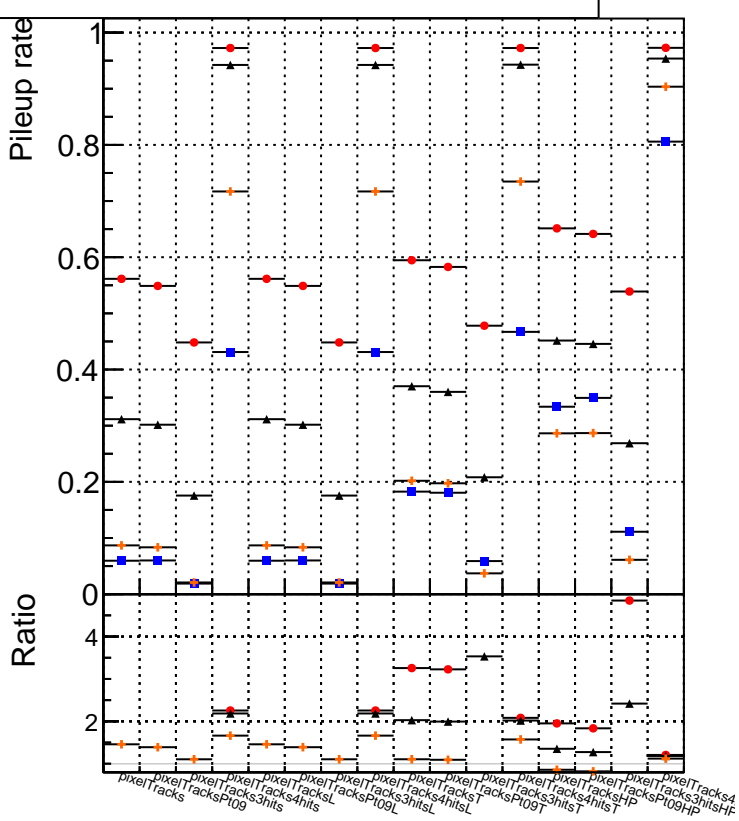 Pileup rate
1
0.8
0.6
0.4
0.2
0
Ratio
4
2
pixelTracks
pixelTracksPt09
pixelTracks3hits
pixelTracks4hits
pixelTracksL
pixelTracksPt09L
pixelTracks3hitsL
pixelTracks4hitsL
pixelTracksT
pixelTracksPt09T
pixelTracks3hitsT
pixelTracks4hitsT
pixelTracksHP
pixelTracksPt09HP
pixelTracks3hitsHP
pixelTracks4